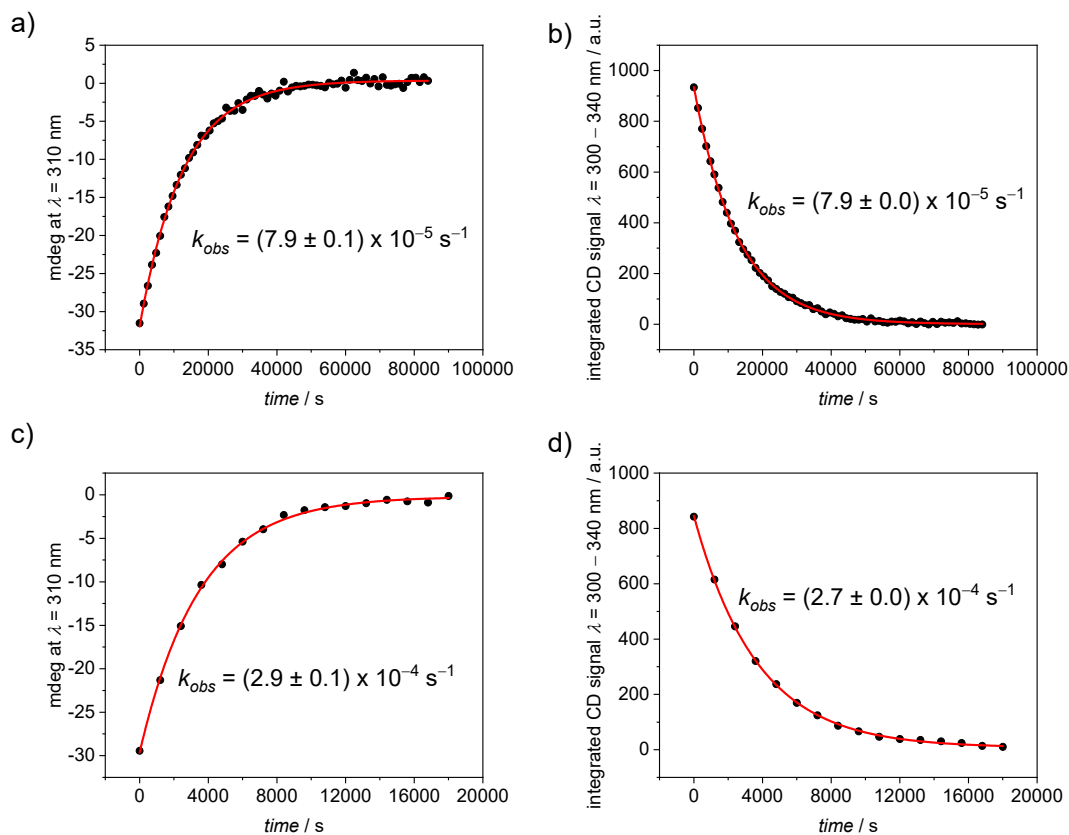 a)
5
0
-5
-10
-15
-20
-25
-30
-35
mdeg at λ = 310 nm
k_obs = (7.9 ± 0.1) x 10⁻⁵ s⁻¹
0 20000 40000 60000 80000 100000
time / s
b)
1000
800
600
400
200
0
integrated CD signal λ = 300 – 340 nm / a.u.
k_obs = (7.9 ± 0.0) x 10⁻⁵ s⁻¹
0 20000 40000 60000 80000 100000
time / s
c)
0
-5
-10
-15
-20
-25
-30
mdeg at λ = 310 nm
k_obs = (2.9 ± 0.1) x 10⁻⁴ s⁻¹
0 4000 8000 12000 16000 20000
time / s
d)
1000
800
600
400
200
0
integrated CD signal λ = 300 – 340 nm / a.u.
k_obs = (2.7 ± 0.0) x 10⁻⁴ s⁻¹
0 4000 8000 12000 16000 20000
time / s